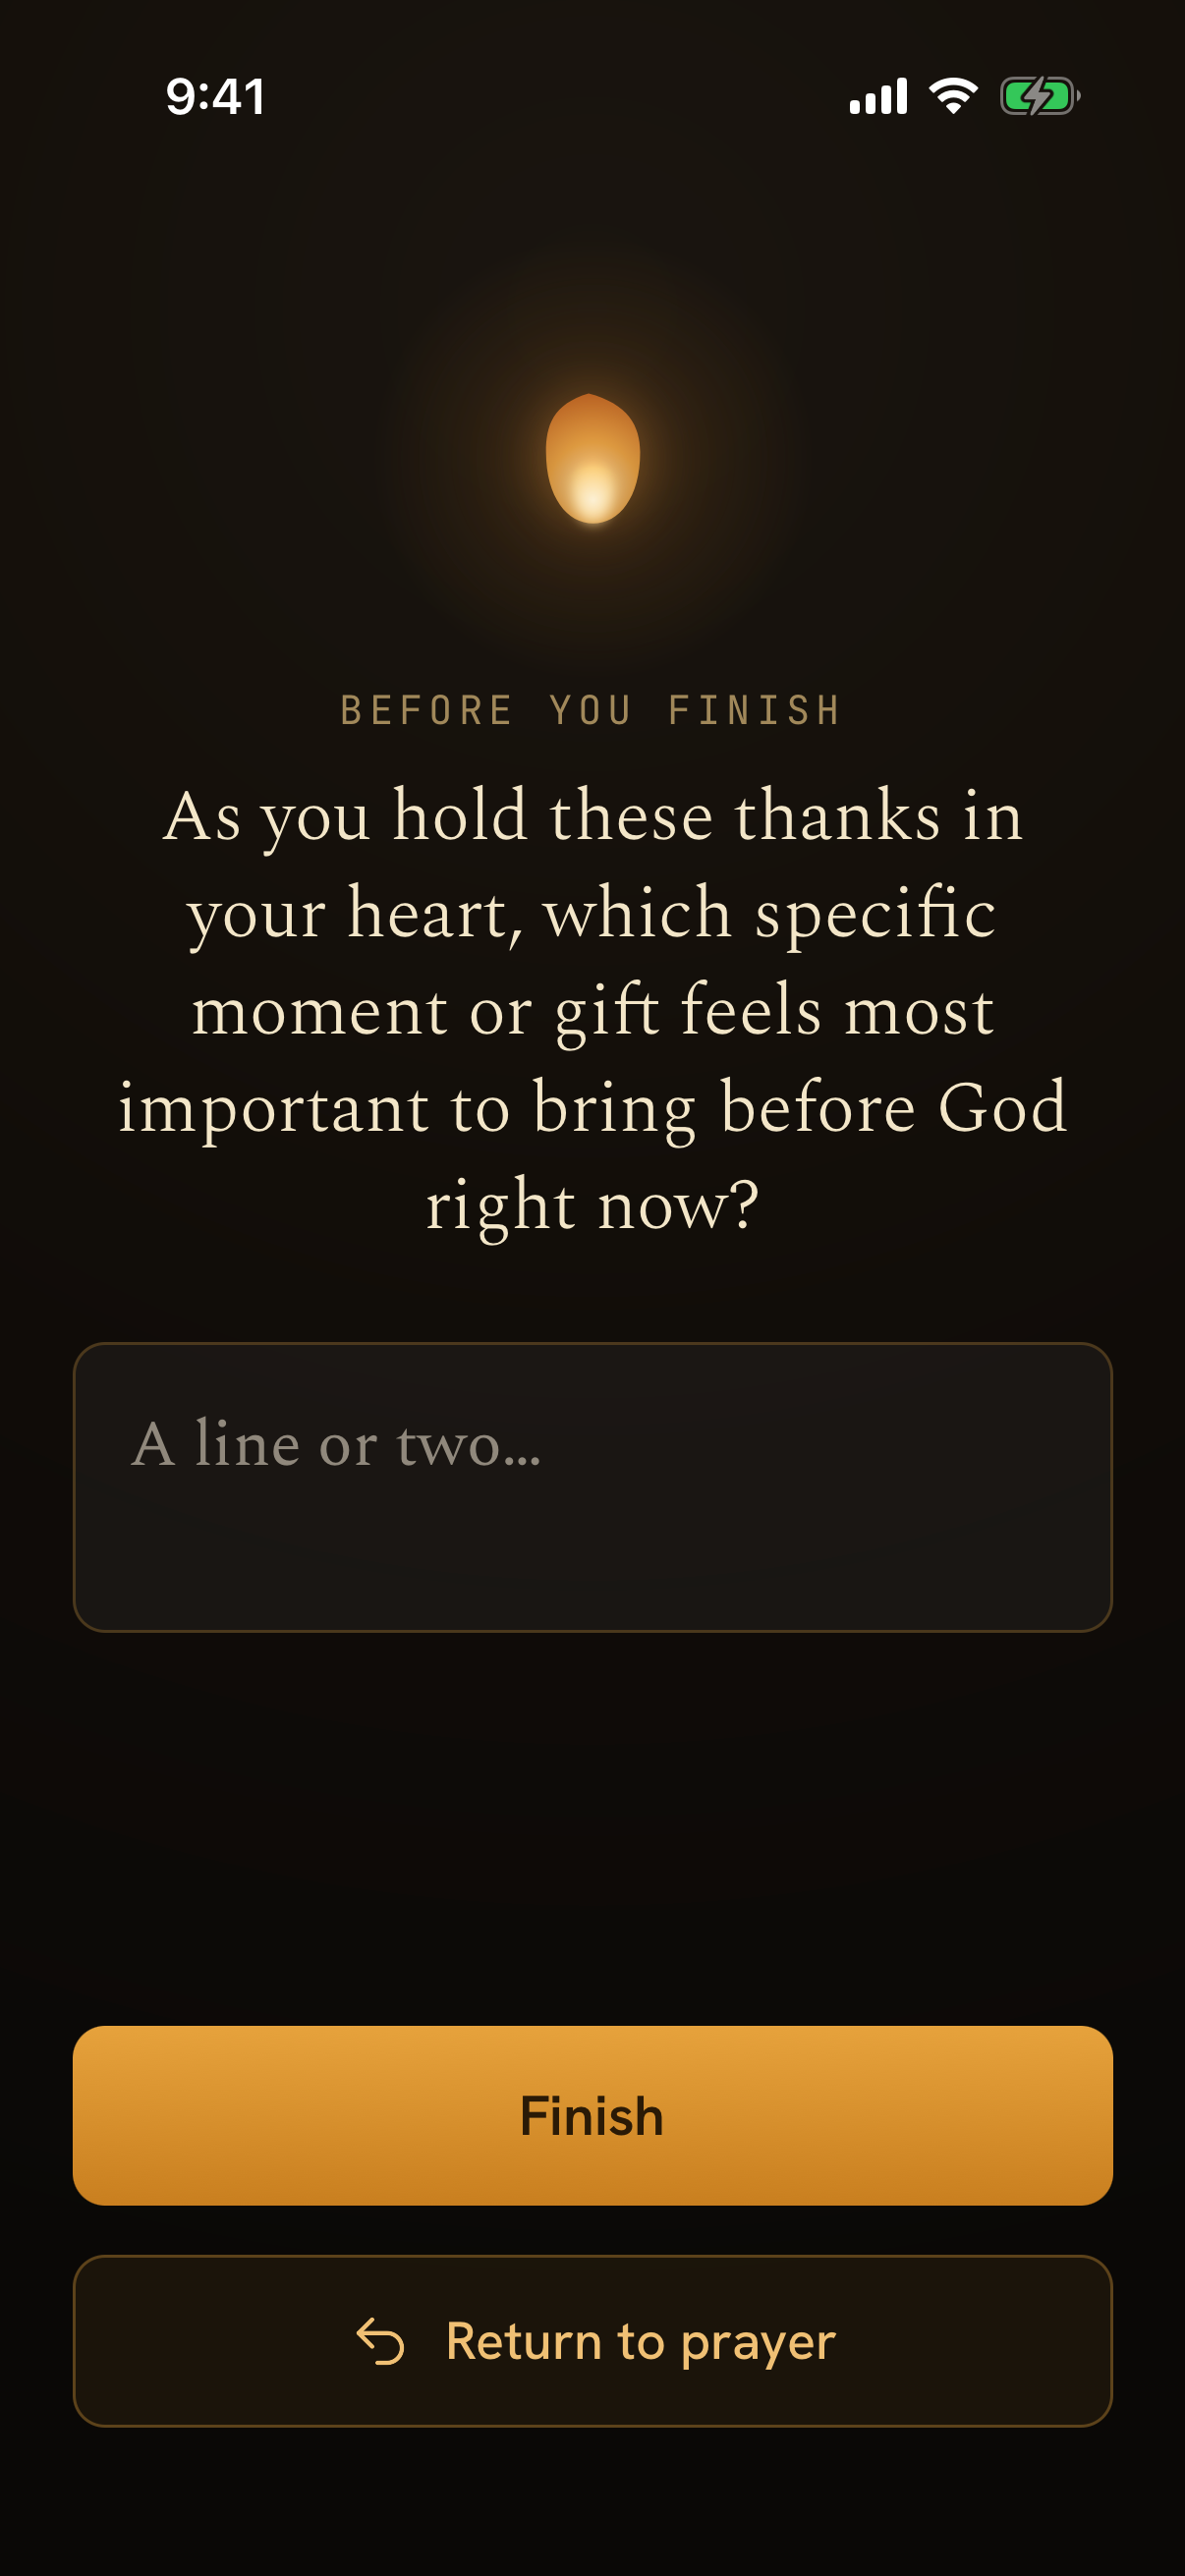 9:41
BEFORE YOU FINISH
As you hold these thanks in
your heart, which specific
moment or gift feels most
important to bring before God
right now?
A line or two…
Finish
Return to prayer